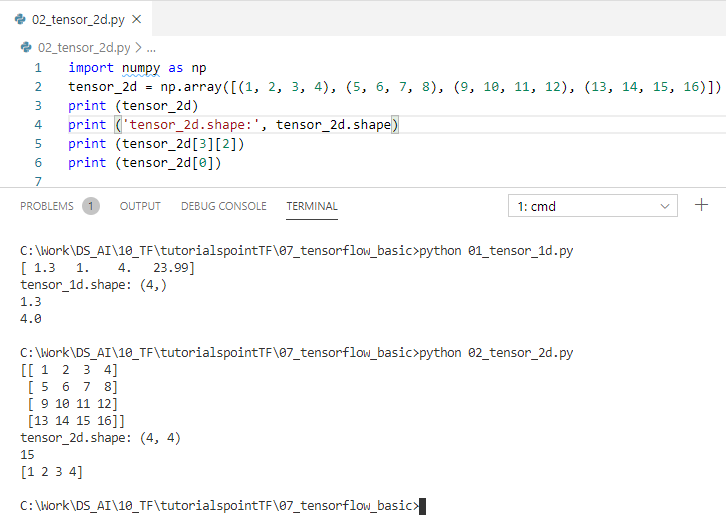 02_tensor_2d.py ×
02_tensor_2d.py > ...
1 import numpy as np
2 tensor_2d = np.array([(1, 2, 3, 4), (5, 6, 7, 8), (9, 10, 11, 12), (13, 14, 15, 16)])
3 print (tensor_2d)
4 print ('tensor_2d.shape:', tensor_2d.shape)
5 print (tensor_2d[3][2])
6 print (tensor_2d[0])
7
PROBLEMS 1 OUTPUT DEBUG CONSOLE TERMINAL 1: cmd +
C:\Work\DS_AI\10_TF\tutorialspointTF\07_tensorflow_basic>python 01_tensor_1d.py
[ 1.3   1.    4.   23.99]
tensor_1d.shape: (4,)
1.3
4.0
C:\Work\DS_AI\10_TF\tutorialspointTF\07_tensorflow_basic>python 02_tensor_2d.py
[[ 1  2  3  4]
 [ 5  6  7  8]
 [ 9 10 11 12]
 [13 14 15 16]]
tensor_2d.shape: (4, 4)
15
[1 2 3 4]
C:\Work\DS_AI\10_TF\tutorialspointTF\07_tensorflow_basic>